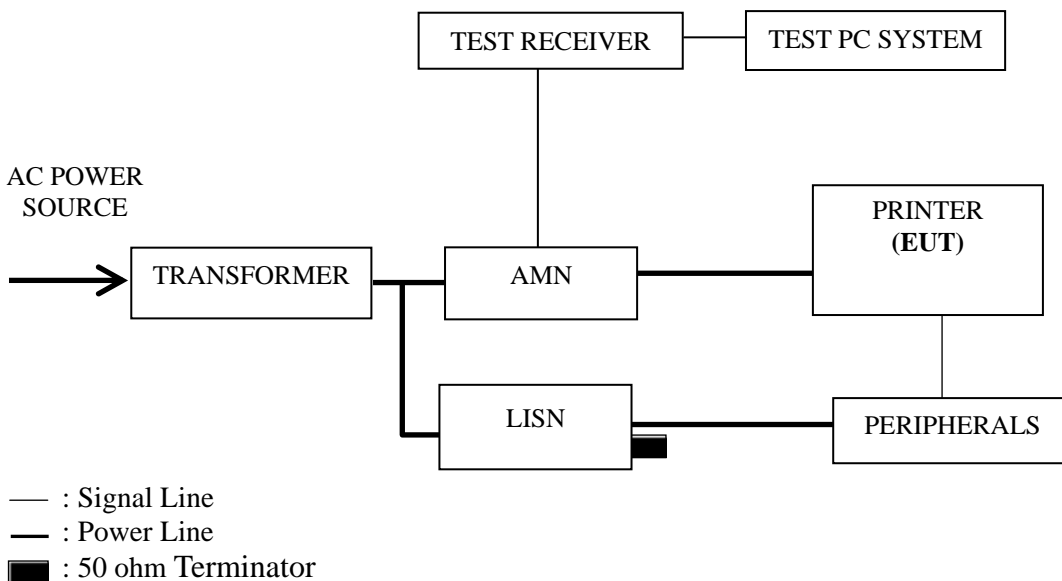 TEST RECEIVER
TEST PC SYSTEM
AC POWER
SOURCE
TRANSFORMER
AMN
PRINTER
(EUT)
LISN
PERIPHERALS
: Signal Line
: Power Line
: 50 ohm Terminator